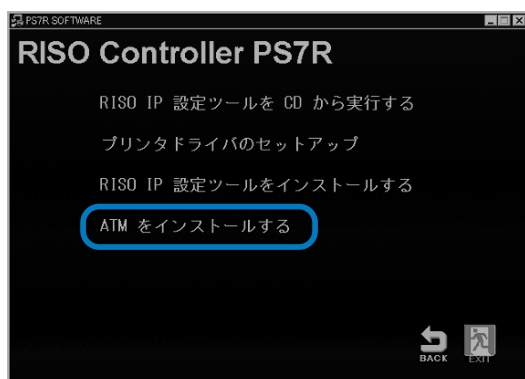 PS7R SOFTWARE
RISO Controller PS7R
RISO IP 設定ツールを CD から実行する
プリンタドライバのセットアップ
RISO IP 設定ツールをインストールする
ATM をインストールする
BACK EXIT